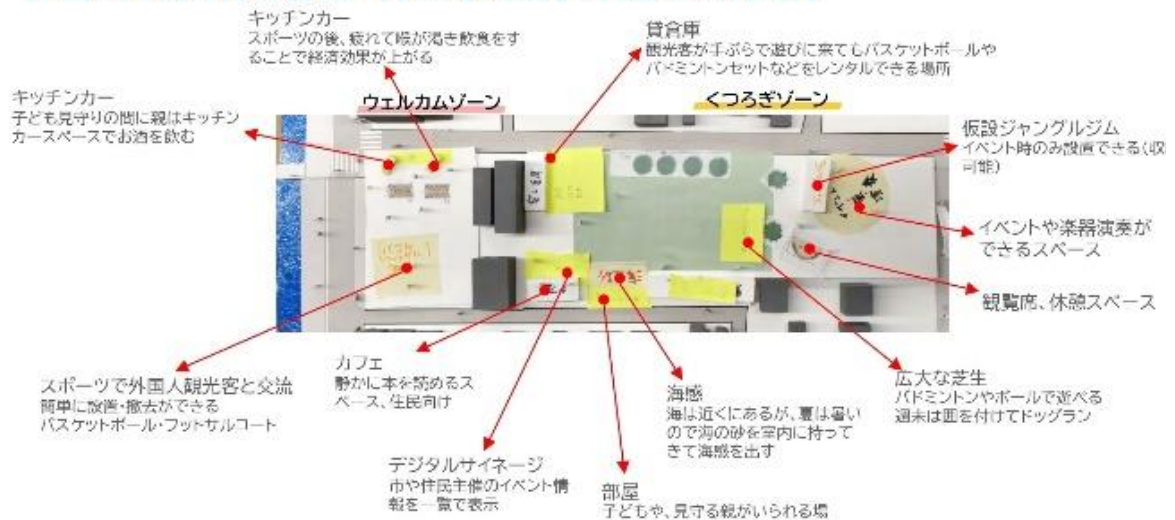 キッチンカー
スポーツの後、疲れて喉が渇き飲食をす
ることで経済効果が上がる
貸倉庫
観光客が手ぶらで遊びに来てもバスケットボールや
バドミントンセットなどをレンタルできる場所
キッチンカー
子ども見守りの間に親はキッチン
カースペースでお酒を飲む
ウェルカムゾーン
くつろぎゾーン
仮設ジャングルジム
イベント時のみ設置できる(収
可能)
イベントや楽器演奏が
できるスペース
観覧席、休憩スペース
スポーツで外国人観光客と交流
簡単に設置・撤去ができる
バスケットボール・フットサルコート
カフェ
静かに本を読めるス
ペース、住民向け
デジタルサイネージ
市や住民主催のイベント情
報を一覧で表示
海感
海は近くにあるが、夏は暑い
ので海の砂を室内に持って
きて海感を出す
部屋
子どもや、見守る親がいられる場
広大な芝生
バドミントンやボールで遊べる
週末は囲を付けてドッグラン